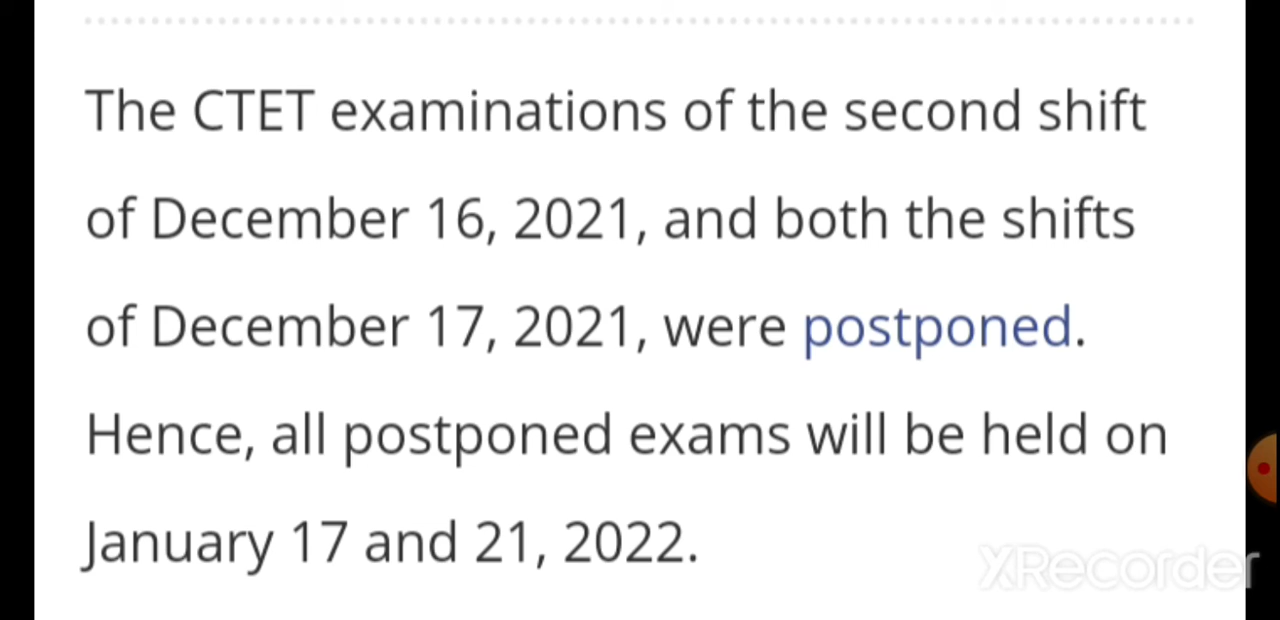 The CTET examinations of the second shift
of December 16, 2021, and both the shifts
of December 17, 2021, were postponed.
Hence, all postponed exams will be held on
January 17 and 21, 2022.
XRecorder